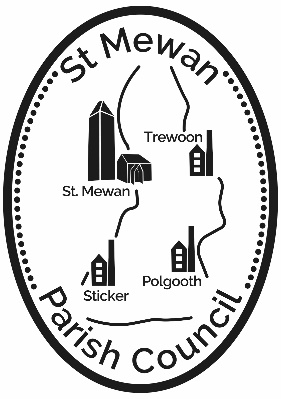 St Mewan
Trewoon
St. Mewan
Sticker
Polgooth
Parish Council